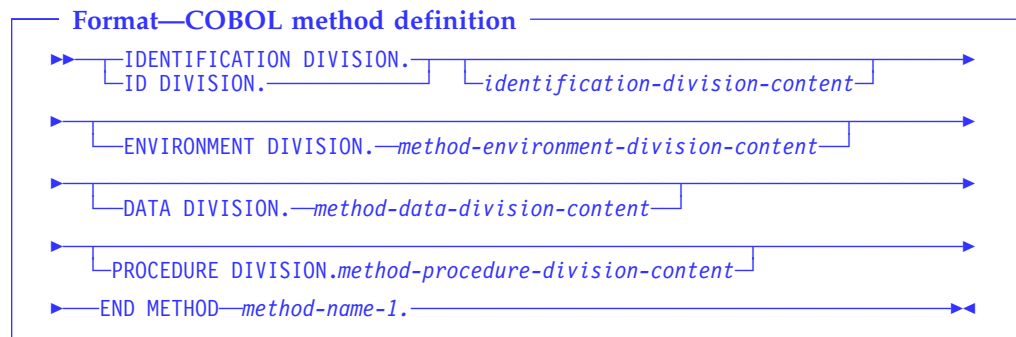 Format—COBOL method definition
IDENTIFICATION DIVISION.
ID DIVISION.
identification-division-content
ENVIRONMENT DIVISION. method-environment-division-content
DATA DIVISION. method-data-division-content
PROCEDURE DIVISION.method-procedure-division-content
END METHOD method-name-1.